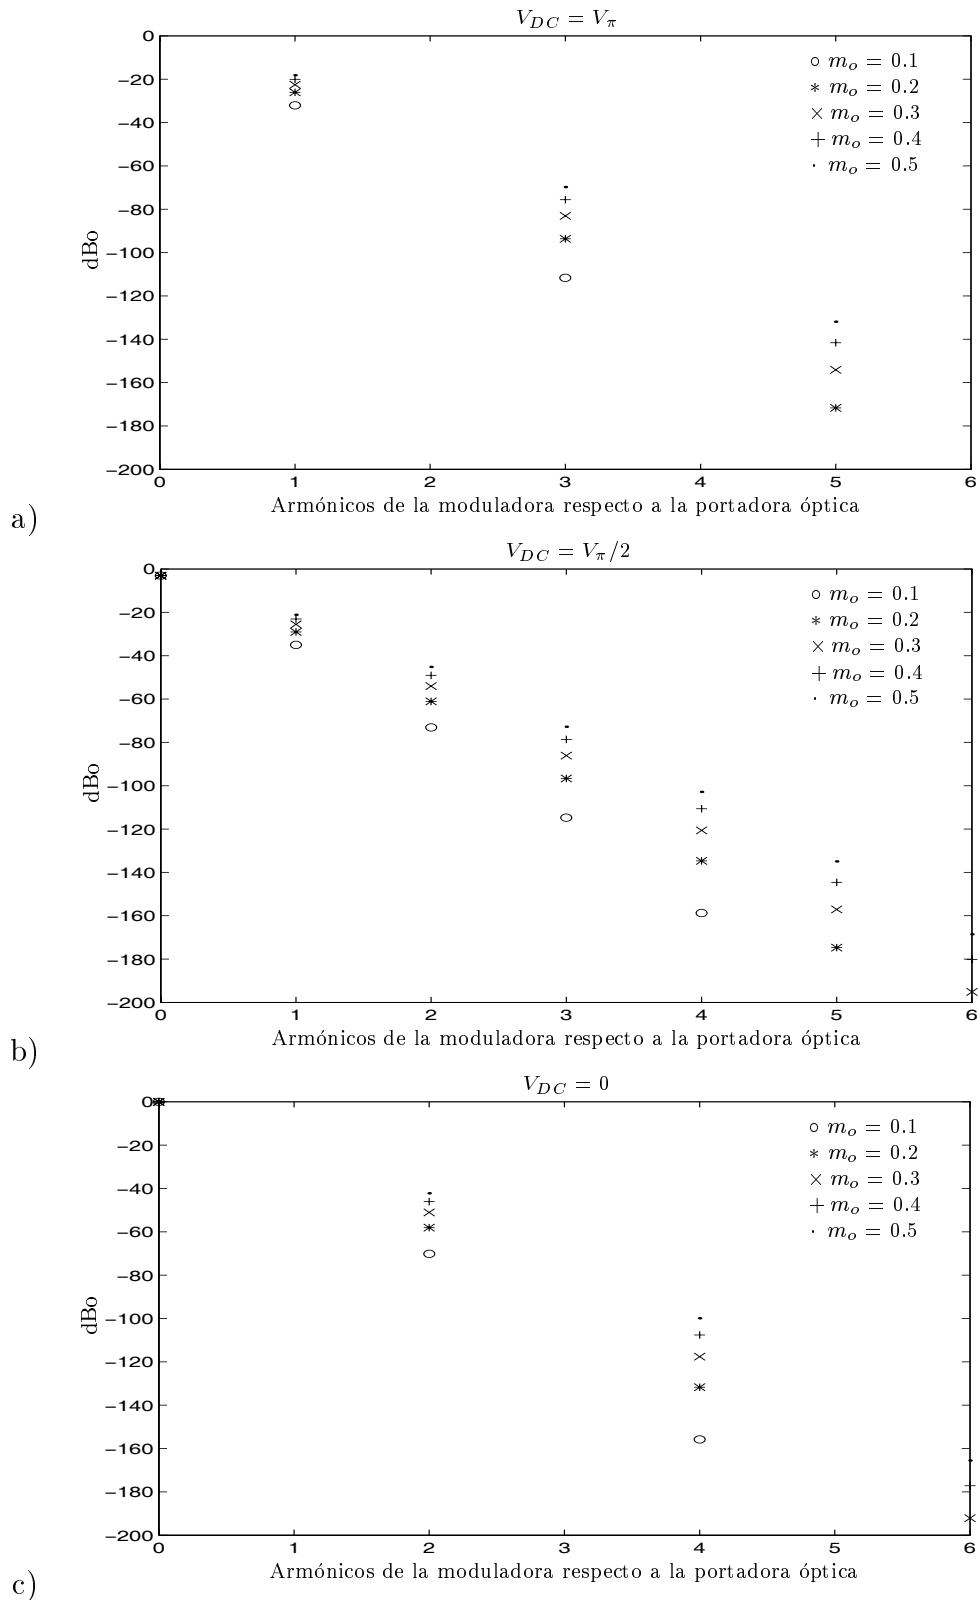 V_DC = V_π
0
−20
−40
−60
−80
−100
−120
−140
−160
−180
−200
dBo
○ m_o = 0.1
* m_o = 0.2
× m_o = 0.3
+ m_o = 0.4
· m_o = 0.5
0 1 2 3 4 5 6
Armónicos de la moduladora respecto a la portadora óptica
a)
V_DC = V_π/2
0
−20
−40
−60
−80
−100
−120
−140
−160
−180
−200
dBo
○ m_o = 0.1
* m_o = 0.2
× m_o = 0.3
+ m_o = 0.4
· m_o = 0.5
0 1 2 3 4 5 6
Armónicos de la moduladora respecto a la portadora óptica
b)
V_DC = 0
0
−20
−40
−60
−80
−100
−120
−140
−160
−180
−200
dBo
○ m_o = 0.1
* m_o = 0.2
× m_o = 0.3
+ m_o = 0.4
· m_o = 0.5
0 1 2 3 4 5 6
Armónicos de la moduladora respecto a la portadora óptica
c)